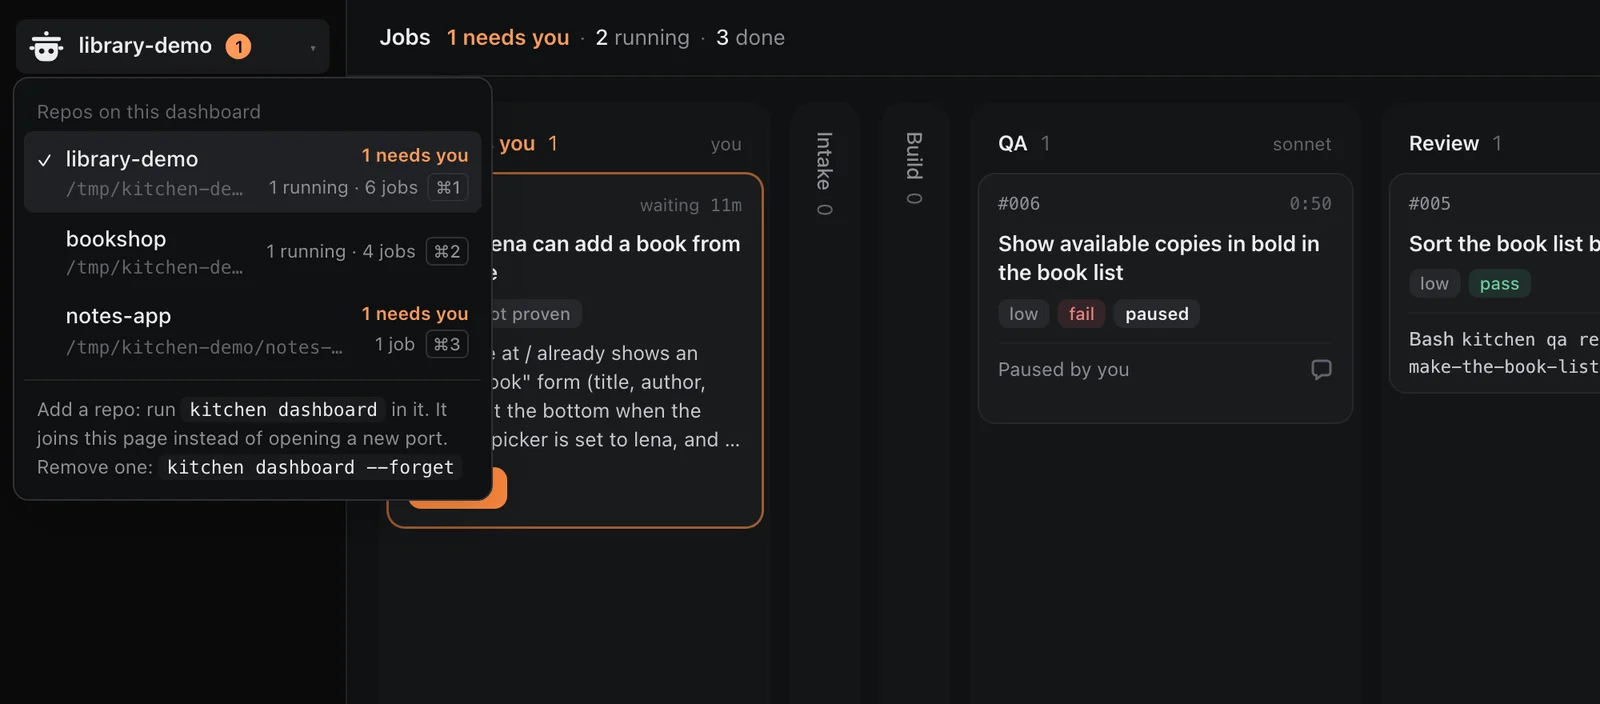 library-demo 1
Jobs 1 needs you · 2 running · 3 done
Repos on this dashboard
✓ library-demo 1 needs you
/tmp/kitchen-de… 1 running · 6 jobs ⌘1
bookshop
/tmp/kitchen-de… 1 running · 4 jobs ⌘2
notes-app 1 needs you
/tmp/kitchen-demo/notes-… 1 job ⌘3
Add a repo: run kitchen dashboard in it. It
joins this page instead of opening a new port.
Remove one: kitchen dashboard --forget
you 1 you
waiting 11m
can add a book from
proven
at / already shows an
form (title, author,
the bottom when the
picker is set to lena, and ...
Intake 0
Build 0
QA 1 sonnet
#006 0:50
Show available copies in bold in
the book list
low fail paused
Paused by you
Review 1
#005
Sort the book list
low pass
Bash kitchen qa
make-the-book-list